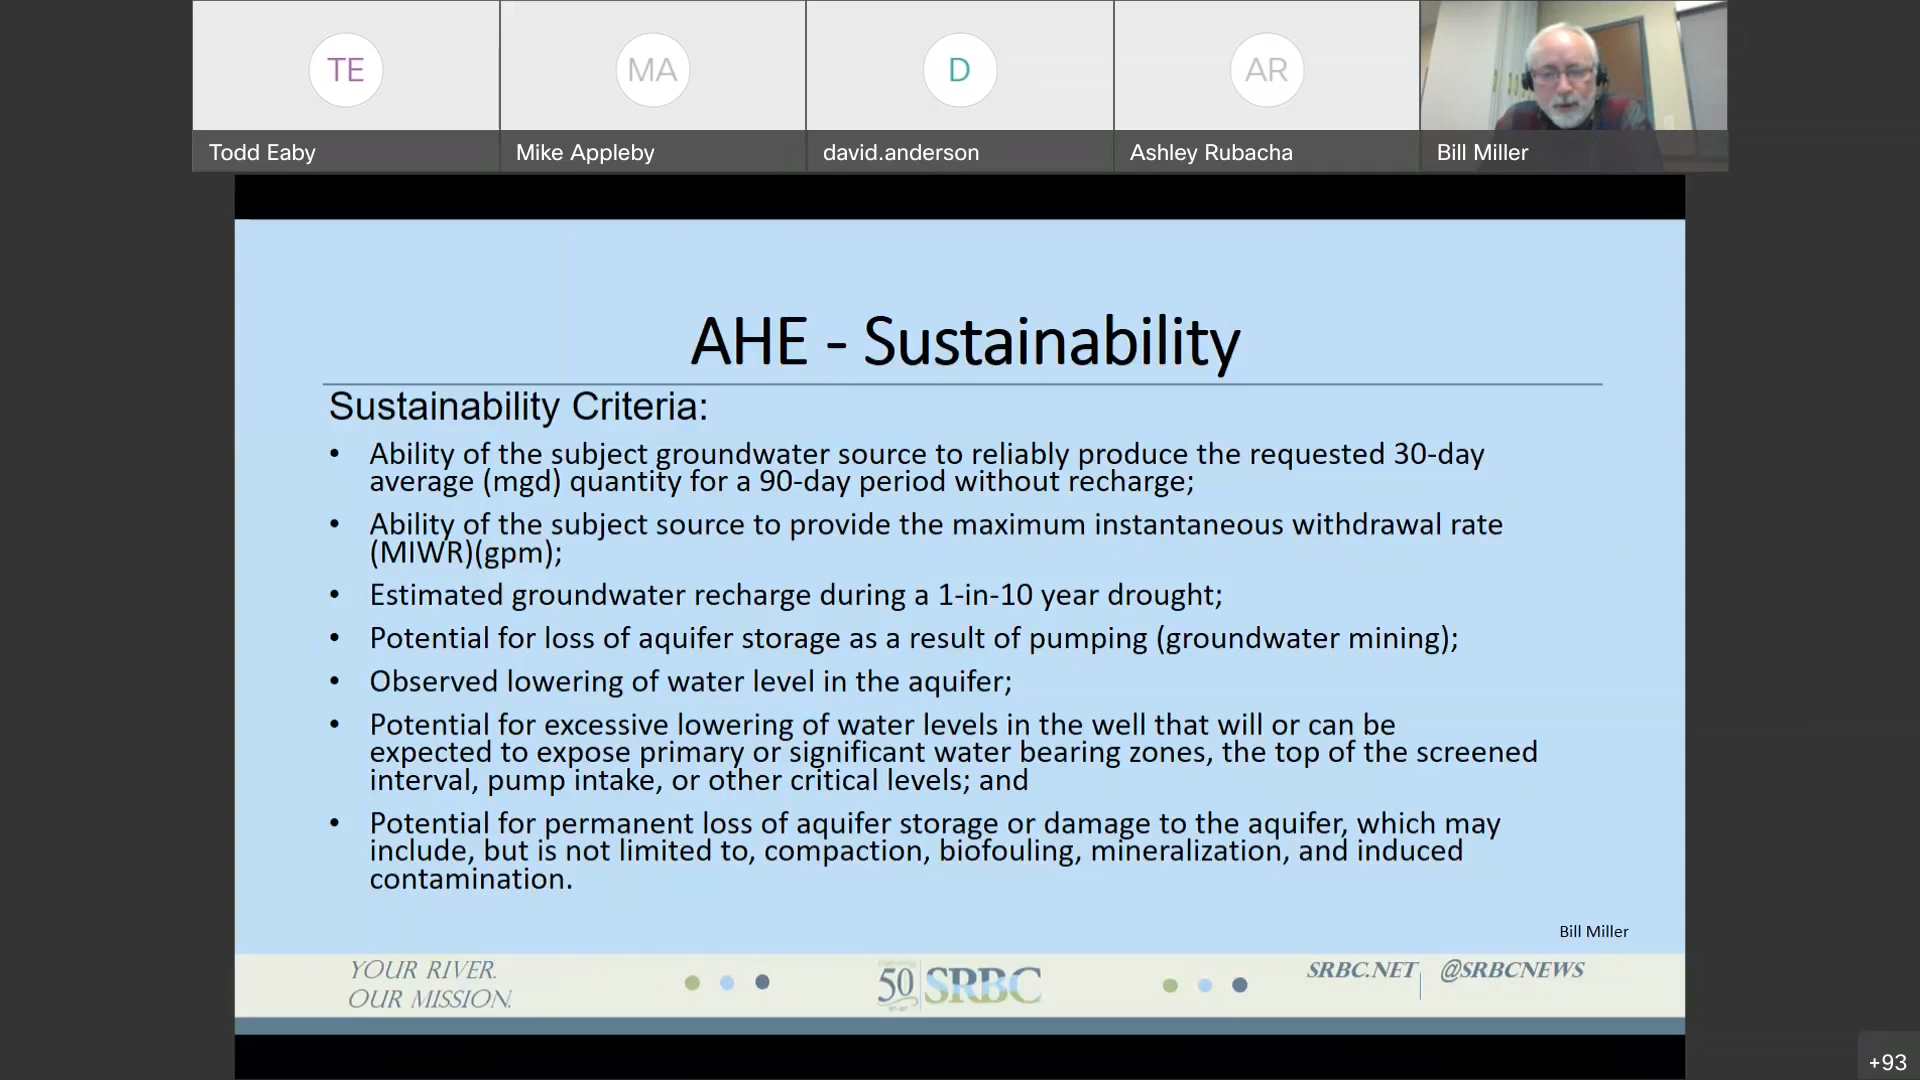 TE
MA
D
AR
Todd Eaby
Mike Appleby
david.anderson
Ashley Rubacha
Bill Miller
AHE - Sustainability
Sustainability Criteria:
• Ability of the subject groundwater source to reliably produce the requested 30-day
average (mgd) quantity for a 90-day period without recharge;
• Ability of the subject source to provide the maximum instantaneous withdrawal rate
(MIWR)(gpm);
• Estimated groundwater recharge during a 1-in-10 year drought;
• Potential for loss of aquifer storage as a result of pumping (groundwater mining);
• Observed lowering of water level in the aquifer;
• Potential for excessive lowering of water levels in the well that will or can be
expected to expose primary or significant water bearing zones, the top of the screened
interval, pump intake, or other critical levels; and
• Potential for permanent loss of aquifer storage or damage to the aquifer, which may
include, but is not limited to, compaction, biofouling, mineralization, and induced
contamination.
Bill Miller
YOUR RIVER.
OUR MISSION.
50 SRBC
SRBC.NET | @SRBCNEWS
+93